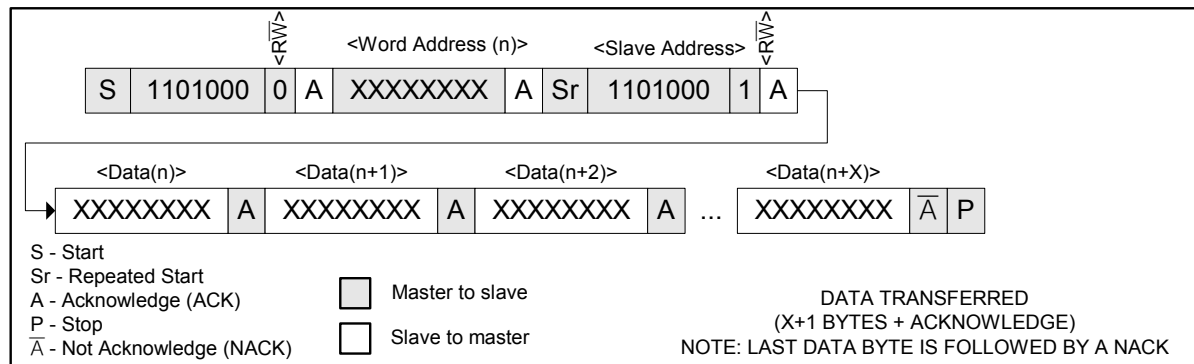 <RW̅> <Word Address (n)> <Slave Address> <RW̅>
S 1101000 0 A XXXXXXXX A Sr 1101000 1 A
<Data(n)> <Data(n+1)> <Data(n+2)> <Data(n+X)>
XXXXXXXX A XXXXXXXX A XXXXXXXX A ... XXXXXXXX A̅ P
S - Start
Sr - Repeated Start
A - Acknowledge (ACK)
P - Stop
A̅ - Not Acknowledge (NACK)
Master to slave
Slave to master
DATA TRANSFERRED
(X+1 BYTES + ACKNOWLEDGE)
NOTE: LAST DATA BYTE IS FOLLOWED BY A NACK